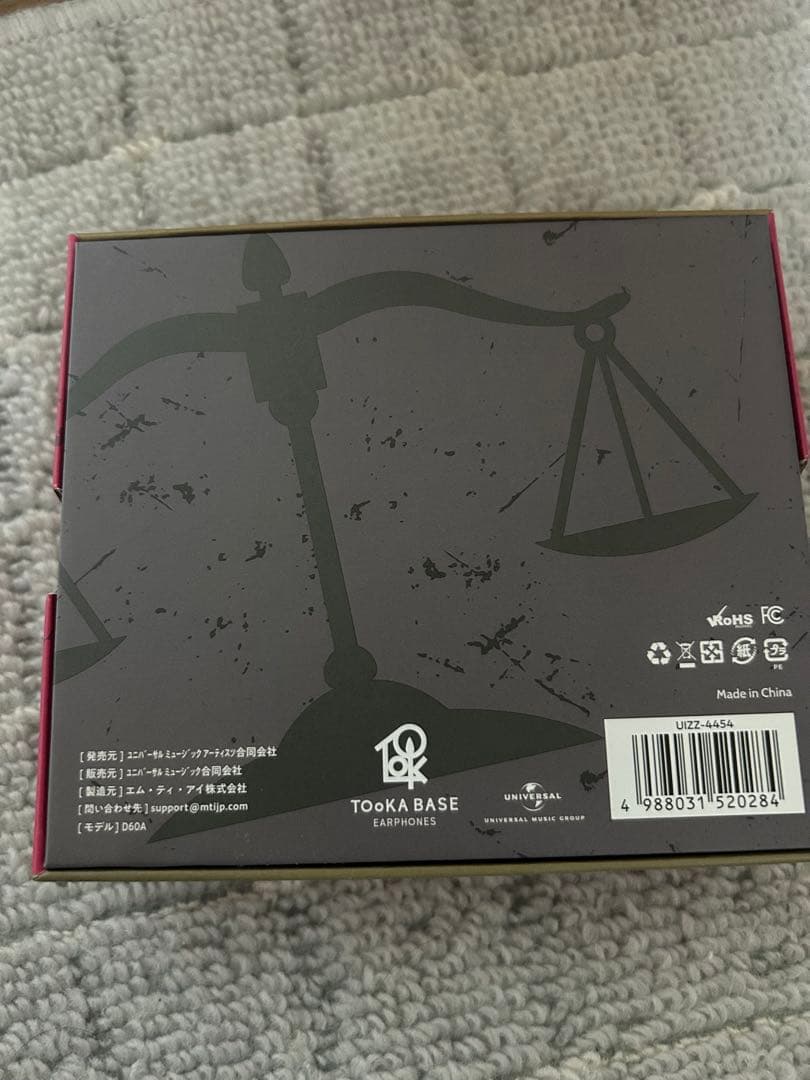 RoHS FC
紙 プラ
PE
Made in China
UIZZ-4454
4 988031 520284
[ 発売元 ] ユニバーサル ミュージック アーティスツ合同会社
[ 販売元 ] ユニバーサル ミュージック合同会社
[ 製造元 ] エム・ティ・アイ株式会社
[ 問い合わせ先 ] support@mtijp.com
[ モデル ] D60A
TOoKA BASE
EARPHONES
UNIVERSAL
UNIVERSAL MUSIC GROUP